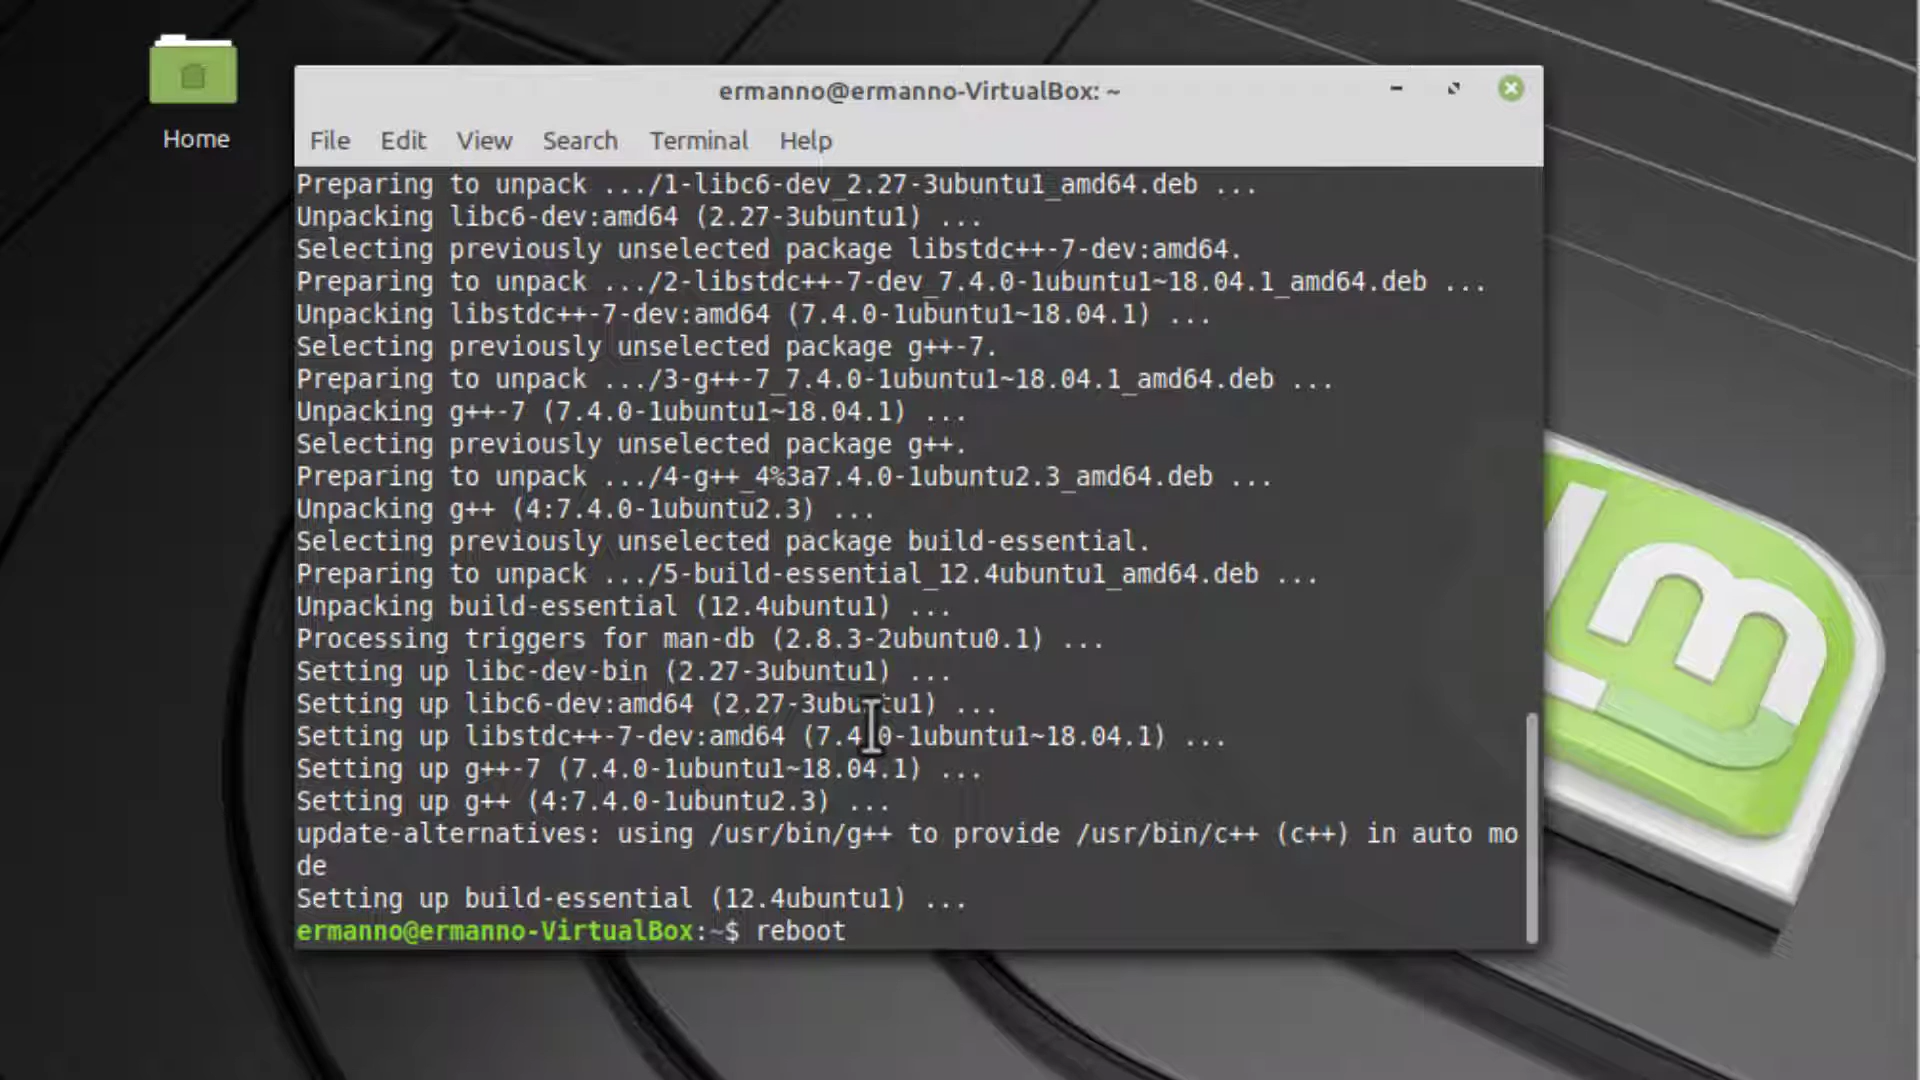 Home
ermanno@ermanno-VirtualBox: ~
File Edit View Search Terminal Help
Preparing to unpack .../1-libc6-dev_2.27-3ubuntu1_amd64.deb ...
Unpacking libc6-dev:amd64 (2.27-3ubuntu1) ...
Selecting previously unselected package libstdc++-7-dev:amd64.
Preparing to unpack .../2-libstdc++-7-dev_7.4.0-1ubuntu1~18.04.1_amd64.deb ...
Unpacking libstdc++-7-dev:amd64 (7.4.0-1ubuntu1~18.04.1) ...
Selecting previously unselected package g++-7.
Preparing to unpack .../3-g++-7_7.4.0-1ubuntu1~18.04.1_amd64.deb ...
Unpacking g++-7 (7.4.0-1ubuntu1~18.04.1) ...
Selecting previously unselected package g++.
Preparing to unpack .../4-g++_4%3a7.4.0-1ubuntu2.3_amd64.deb ...
Unpacking g++ (4:7.4.0-1ubuntu2.3) ...
Selecting previously unselected package build-essential.
Preparing to unpack .../5-build-essential_12.4ubuntu1_amd64.deb ...
Unpacking build-essential (12.4ubuntu1) ...
Processing triggers for man-db (2.8.3-2ubuntu0.1) ...
Setting up libc-dev-bin (2.27-3ubuntu1) ...
Setting up libc6-dev:amd64 (2.27-3ubuntu1) ...
Setting up libstdc++-7-dev:amd64 (7.4.0-1ubuntu1~18.04.1) ...
Setting up g++-7 (7.4.0-1ubuntu1~18.04.1) ...
Setting up g++ (4:7.4.0-1ubuntu2.3) ...
update-alternatives: using /usr/bin/g++ to provide /usr/bin/c++ (c++) in auto mo
de
Setting up build-essential (12.4ubuntu1) ...
ermanno@ermanno-VirtualBox:~$ reboot